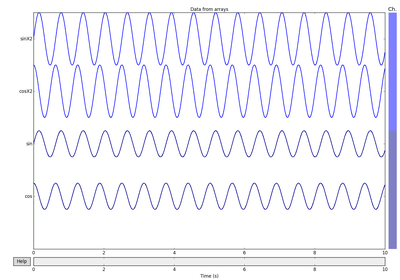 Data from arrays
Ch.
sinX2
cosX2
sin
cos
0 2 4 6 8 10
Help
0 2 4 6 8 10
Time (s)